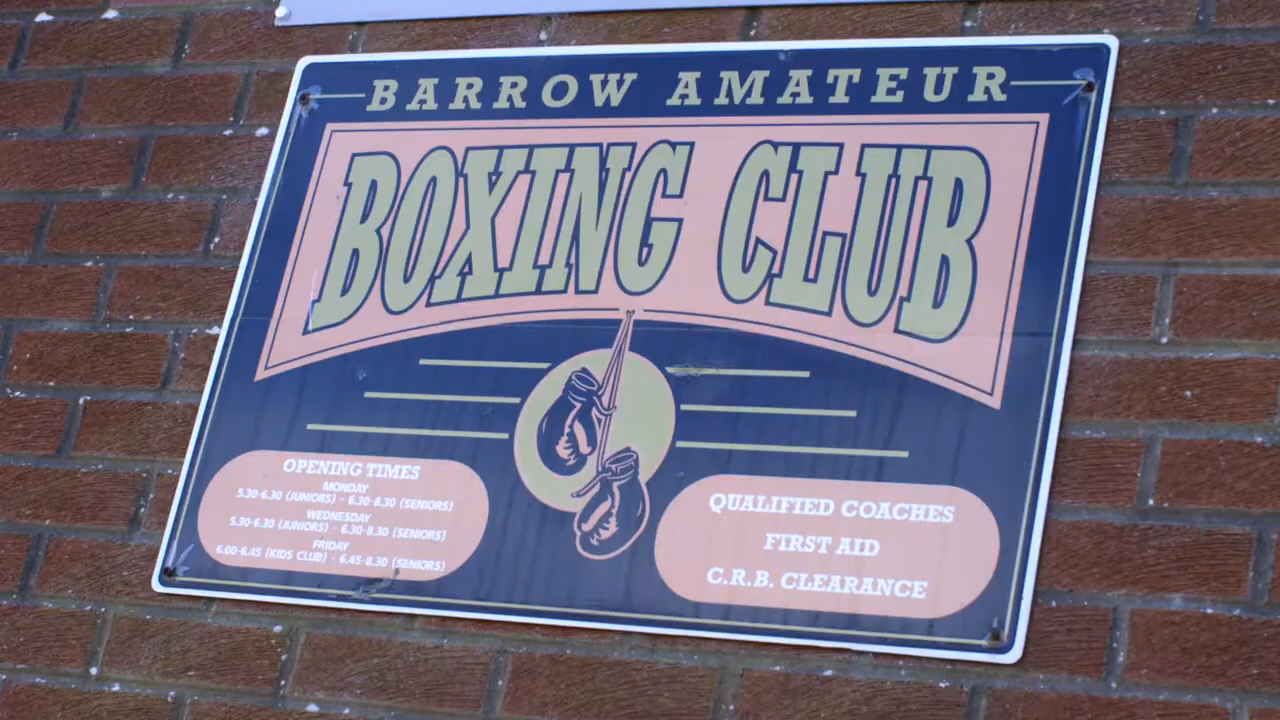 BARROW AMATEUR
BOXING CLUB
OPENING TIMES
MONDAY
5.30-6.30 (JUNIORS) - 6.30-8.30 (SENIORS)
WEDNESDAY
5.30-6.30 (JUNIORS) - 6.30-8.30 (SENIORS)
FRIDAY
6.00-6.45 (KIDS CLUB) - 6.45-8.30 (SENIORS)
QUALIFIED COACHES
FIRST AID
C.R.B. CLEARANCE